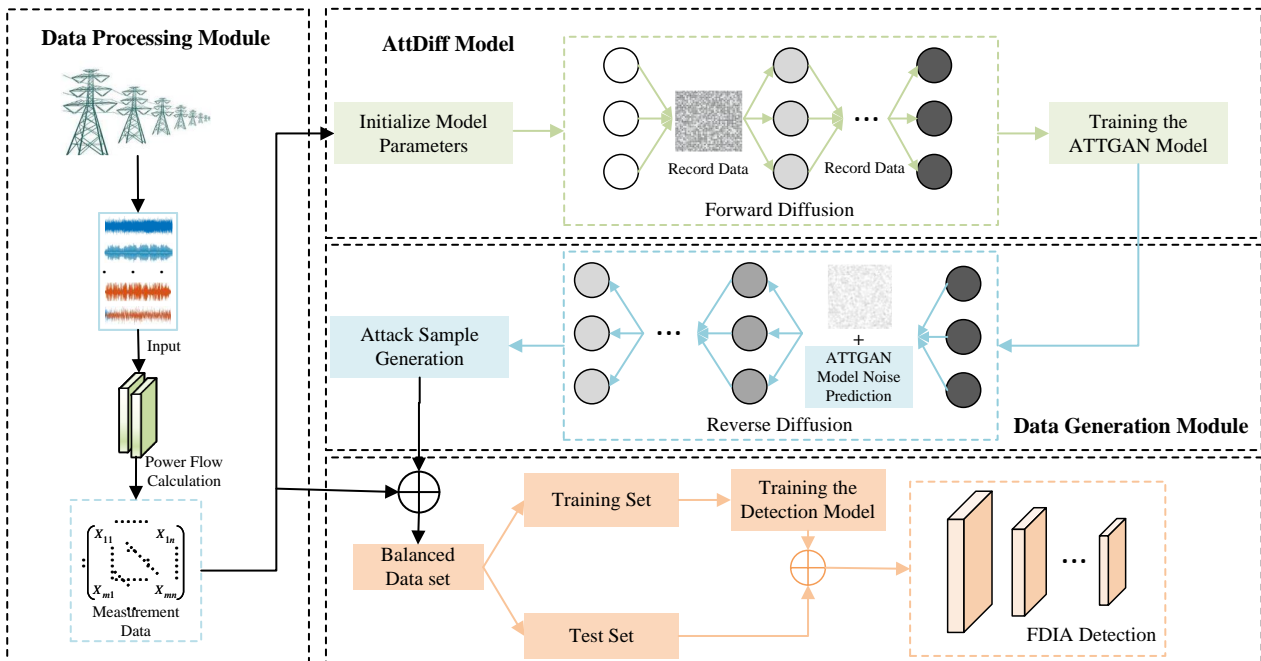 Data Processing Module
Input
Power Flow
Calculation
......
X11 X1n
Xm1 Xmn
...
Measurement
Data
AttDiff Model
Initialize Model
Parameters
Record Data
...
Record Data
Forward Diffusion
Training the
ATTGAN Model
Attack Sample
Generation
...
+
ATTGAN
Model Noise
Prediction
Reverse Diffusion
Data Generation Module
Balanced
Data set
Training Set
Test Set
Training the
Detection Model
...
FDIA Detection